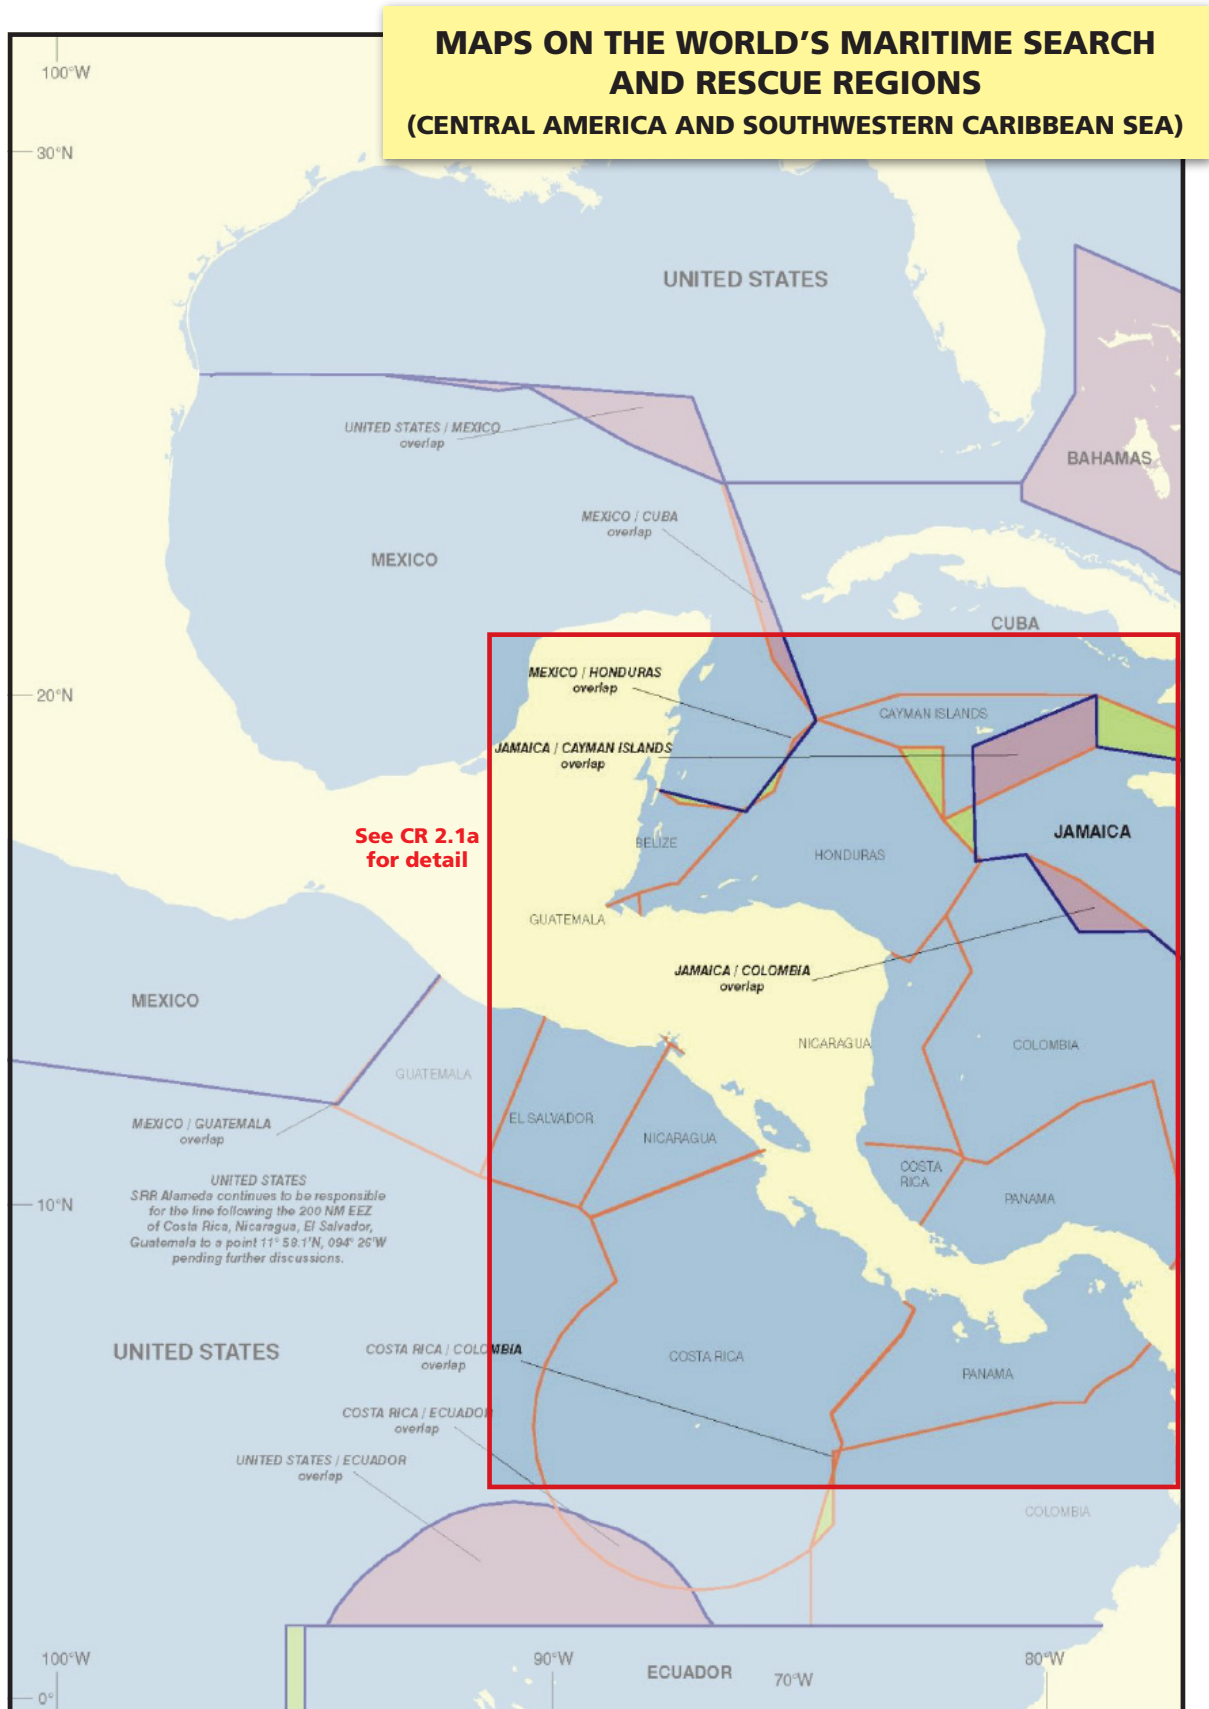 MAPS ON THE WORLD'S MARITIME SEARCH
AND RESCUE REGIONS
(CENTRAL AMERICA AND SOUTHWESTERN CARIBBEAN SEA)
100°W
30°N
UNITED STATES
UNITED STATES / MEXICO
overlap
BAHAMAS
MEXICO / CUBA
overlap
MEXICO
CUBA
MEXICO / HONDURAS
overlap
20°N
CAYMAN ISLANDS
JAMAICA / CAYMAN ISLANDS
overlap
See CR 2.1a
for detail
BELIZE
JAMAICA
HONDURAS
GUATEMALA
JAMAICA / COLOMBIA
overlap
MEXICO
NICARAGUA
COLOMBIA
GUATEMALA
EL SALVADOR
MEXICO / GUATEMALA
overlap
NICARAGUA
COSTA
RICA
PANAMA
UNITED STATES
SRR Alameda continues to be responsible
for the line following the 200 NM EEZ
of Costa Rica, Nicaragua, El Salvador,
Guatemala to a point 11° 59.1'N, 094° 26'W
pending further discussions.
10°N
UNITED STATES
COSTA RICA / COLOMBIA
overlap
COSTA RICA
PANAMA
COSTA RICA / ECUADOR
overlap
UNITED STATES / ECUADOR
overlap
COLOMBIA
100°W
90°W
ECUADOR
70°W
80°W
0°